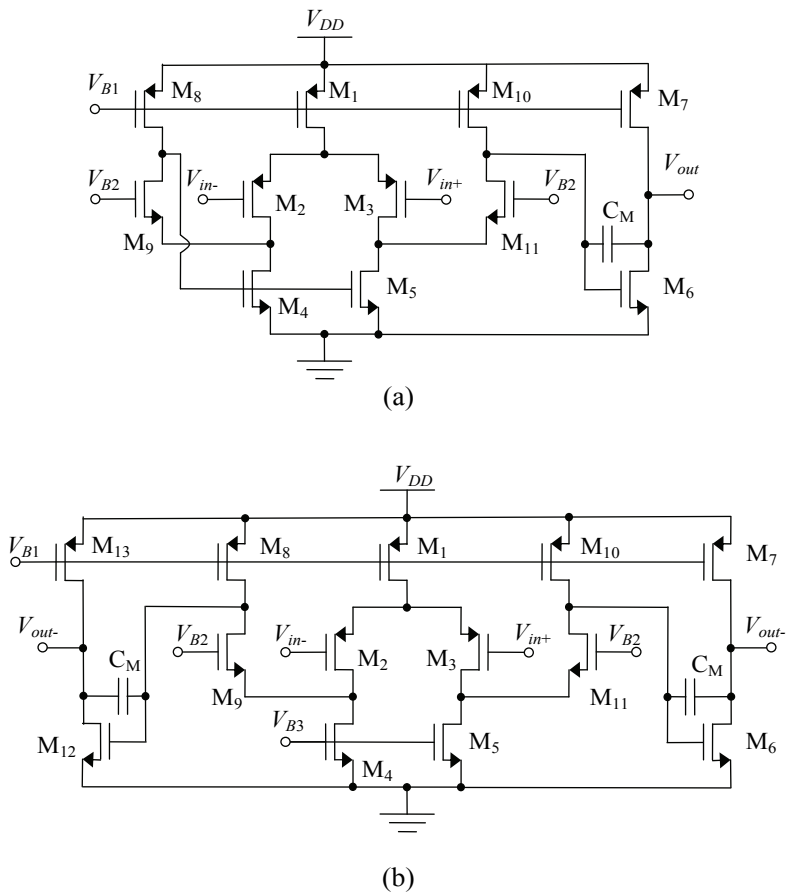 V_DD
V_B1 M_8 M_1 M_10 M_7
V_B2 V_in- M_2 M_3 V_in+ V_B2 V_out
M_9 M_11 C_M
M_4 M_5 M_6
(a)
V_DD
V_B1 M_13 M_8 M_1 M_10 M_7
V_out- V_B2 V_in- M_2 M_3 V_in+ V_B2 V_out-
C_M M_9 M_11 C_M
M_12 V_B3 M_4 M_5 M_6
(b)